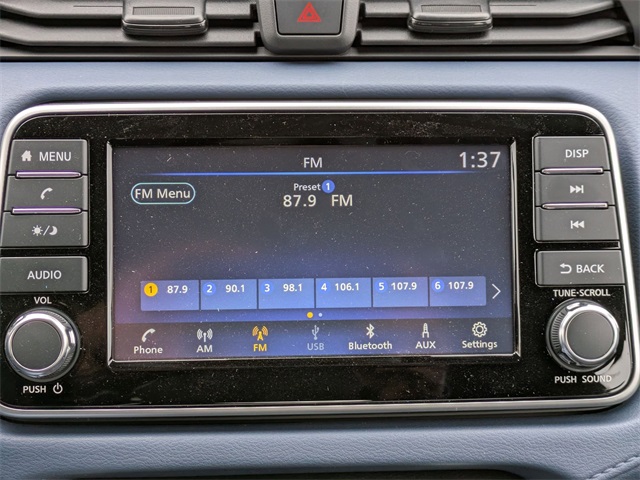 MENU
AUDIO
VOL
PUSH
FM
1:37
FM Menu
Preset 1
87.9 FM
1 87.9 2 90.1 3 98.1 4 106.1 5 107.9 6 107.9
Phone AM FM USB Bluetooth AUX Settings
DISP
BACK
TUNE·SCROLL
PUSH SOUND